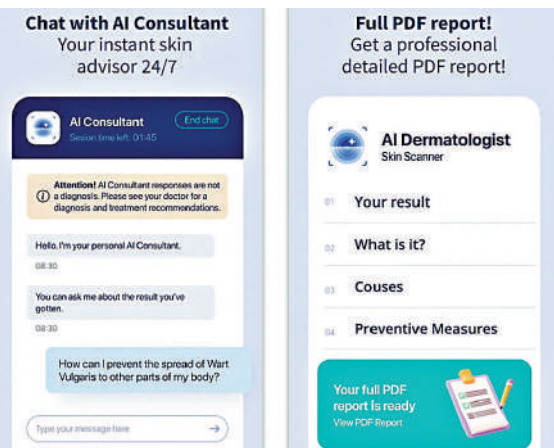 Chat with AI Consultant
Your instant skin
advisor 24/7
AI Consultant
Session time left: 01:45
End chat
Attention! AI Consultant responses are not
a diagnosis. Please see your doctor for a
diagnosis and treatment recommendations.
Hello. I'm your personal AI Consultant.
08:30
You can ask me about the result you've
gotten.
08:30
How can I prevent the spread of Wart
Vulgaris to other parts of my body?
Type your message here
Full PDF report!
Get a professional
detailed PDF report!
AI Dermatologist
Skin Scanner
01 Your result
02 What is it?
03 Couses
04 Preventive Measures
Your full PDF
report is ready
View PDF Report